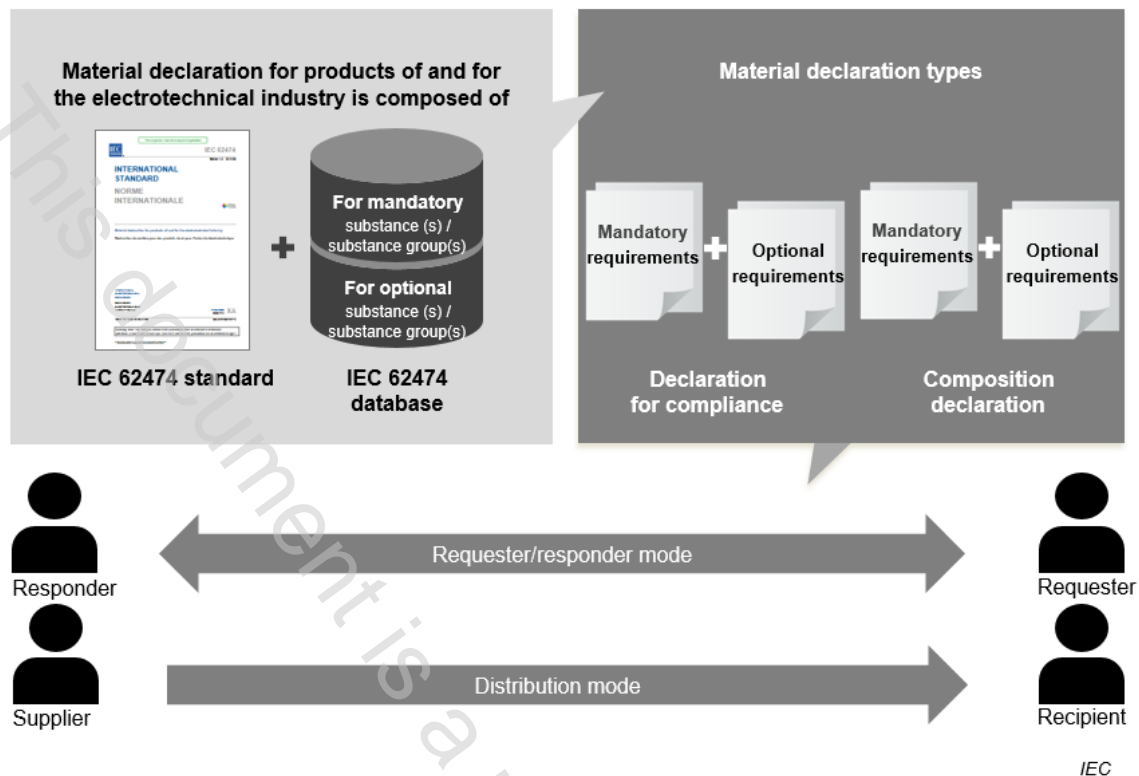 Material declaration for products of and for
the electrotechnical industry is composed of
IEC 62474
INTERNATIONAL
STANDARD
NORME
INTERNATIONALE
For mandatory
substance (s) /
substance group(s)
For optional
substance (s) /
substance group(s)
IEC 62474 standard
IEC 62474
database
Material declaration types
Mandatory
requirements
Optional
requirements
Mandatory
requirements
Optional
requirements
Declaration
for compliance
Composition
declaration
Responder
Requester/responder mode
Requester
Supplier
Distribution mode
Recipient
IEC
This document is a